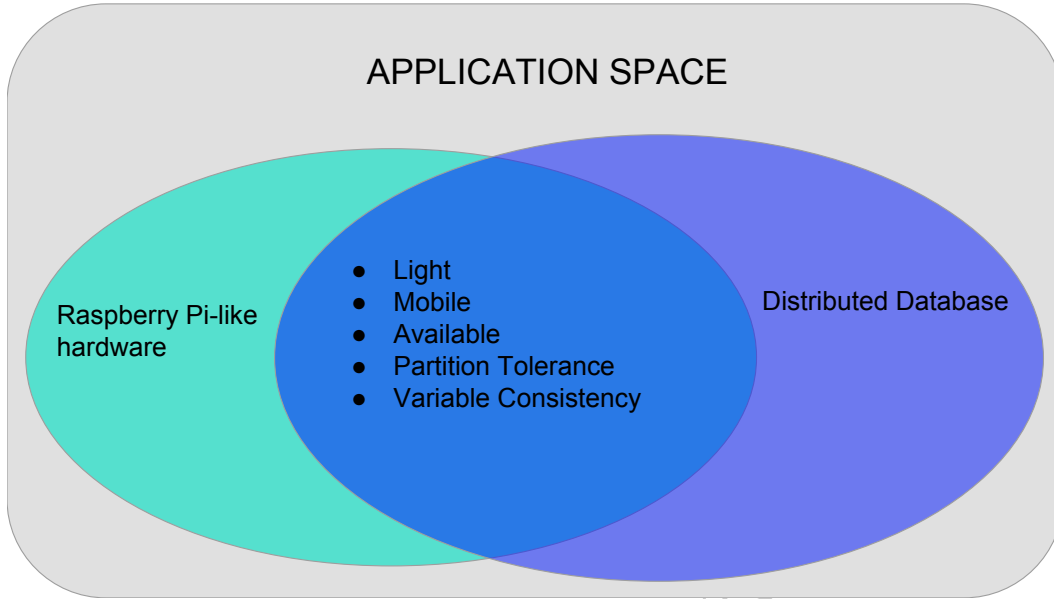 APPLICATION SPACE
Raspberry Pi-like
hardware
● Light
● Mobile
● Available
● Partition Tolerance
● Variable Consistency
Distributed Database